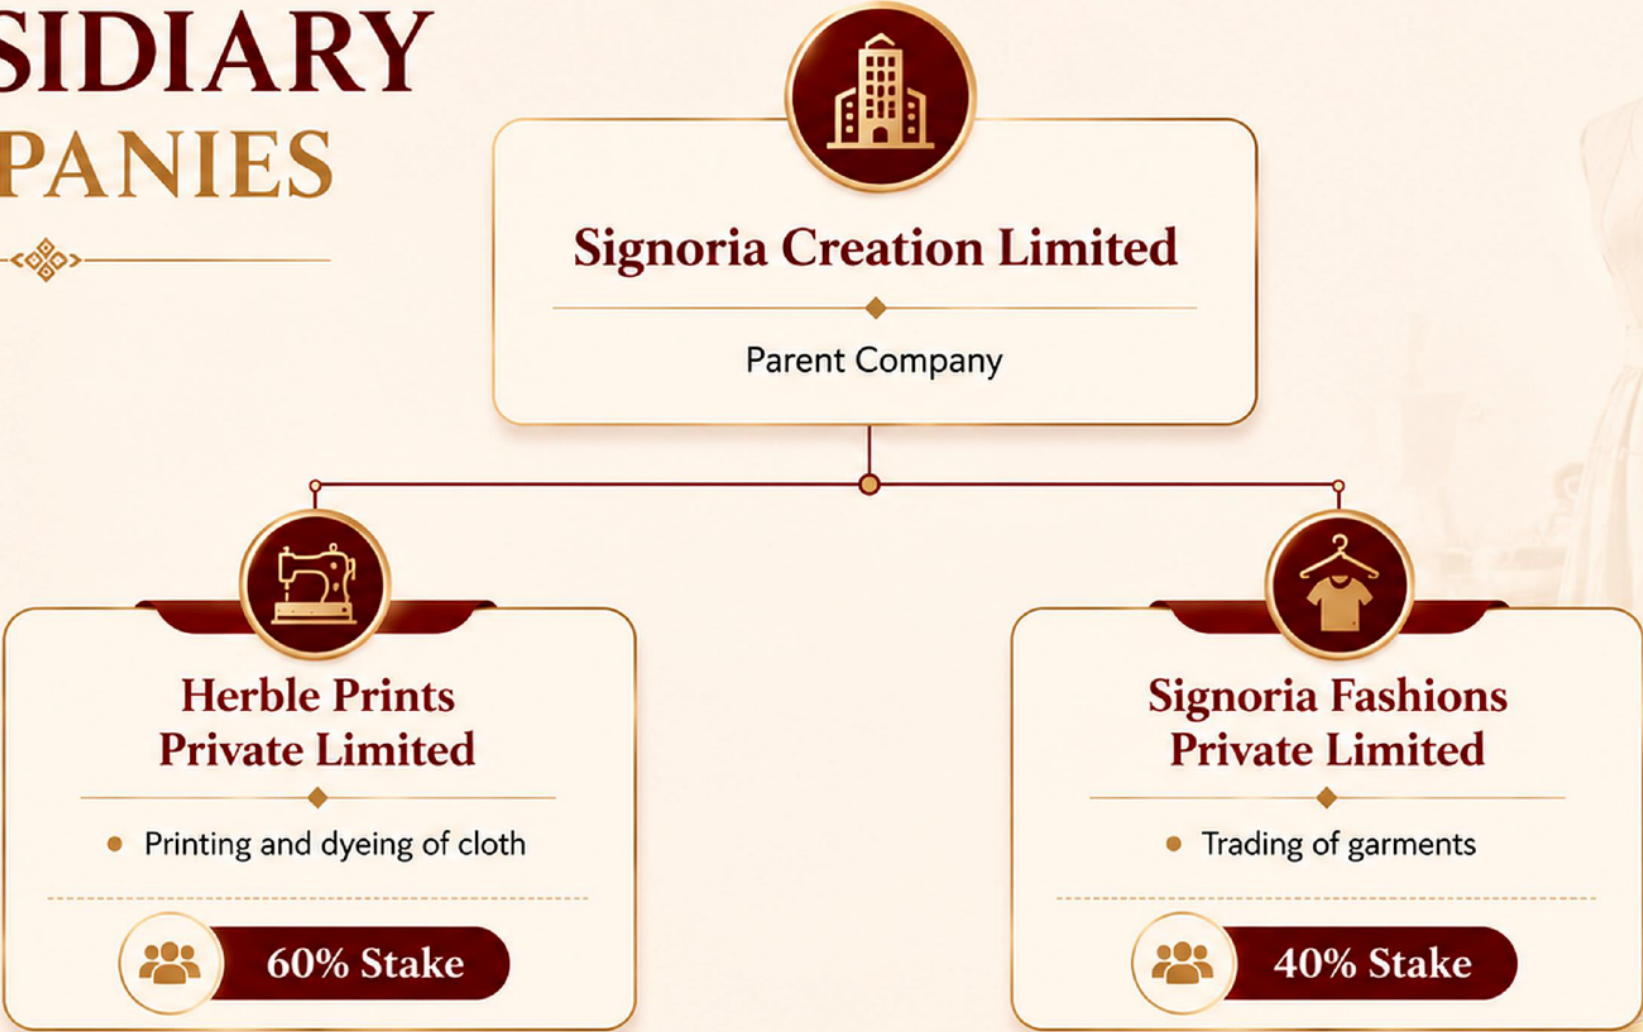 SIDIARY
PANIES
Signoria Creation Limited
Parent Company
Herble Prints
Private Limited
Printing and dyeing of cloth
60% Stake
Signoria Fashions
Private Limited
Trading of garments
40% Stake